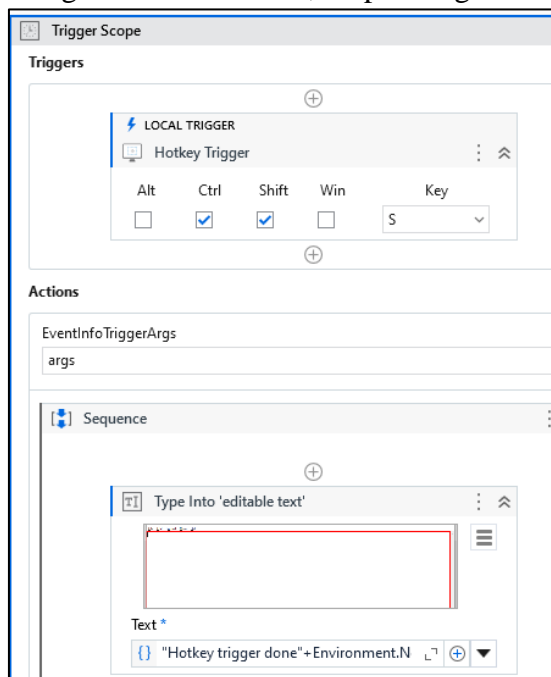 Trigger Scope
Triggers
LOCAL TRIGGER
Hotkey Trigger
Alt Ctrl Shift Win Key
S
Actions
EventInfoTriggerArgs
args
Sequence
TI Type Into 'editable text'
Text *
{} "Hotkey trigger done"+Environment.N